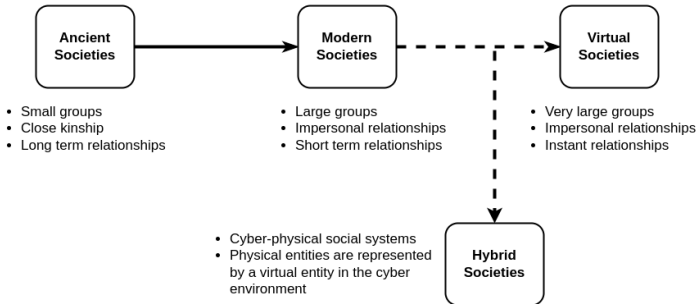 Ancient
Societies
Modern
Societies
Virtual
Societies
• Small groups
• Close kinship
• Long term relationships
• Large groups
• Impersonal relationships
• Short term relationships
• Very large groups
• Impersonal relationships
• Instant relationships
• Cyber-physical social systems
• Physical entities are represented
by a virtual entity in the cyber
environment
Hybrid
Societies